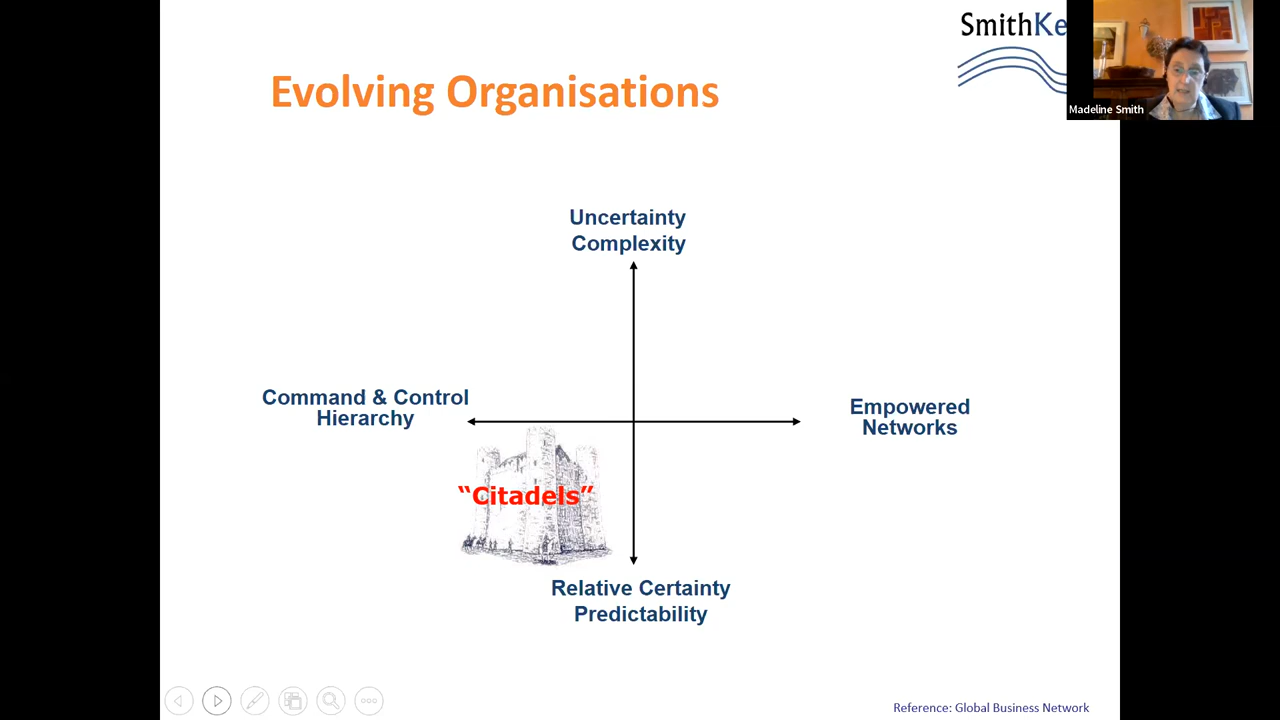 SmithKe
Madeline Smith
Evolving Organisations
Uncertainty
Complexity
Command & Control
Hierarchy
Empowered
Networks
“Citadels”
Relative Certainty
Predictability
Reference: Global Business Network